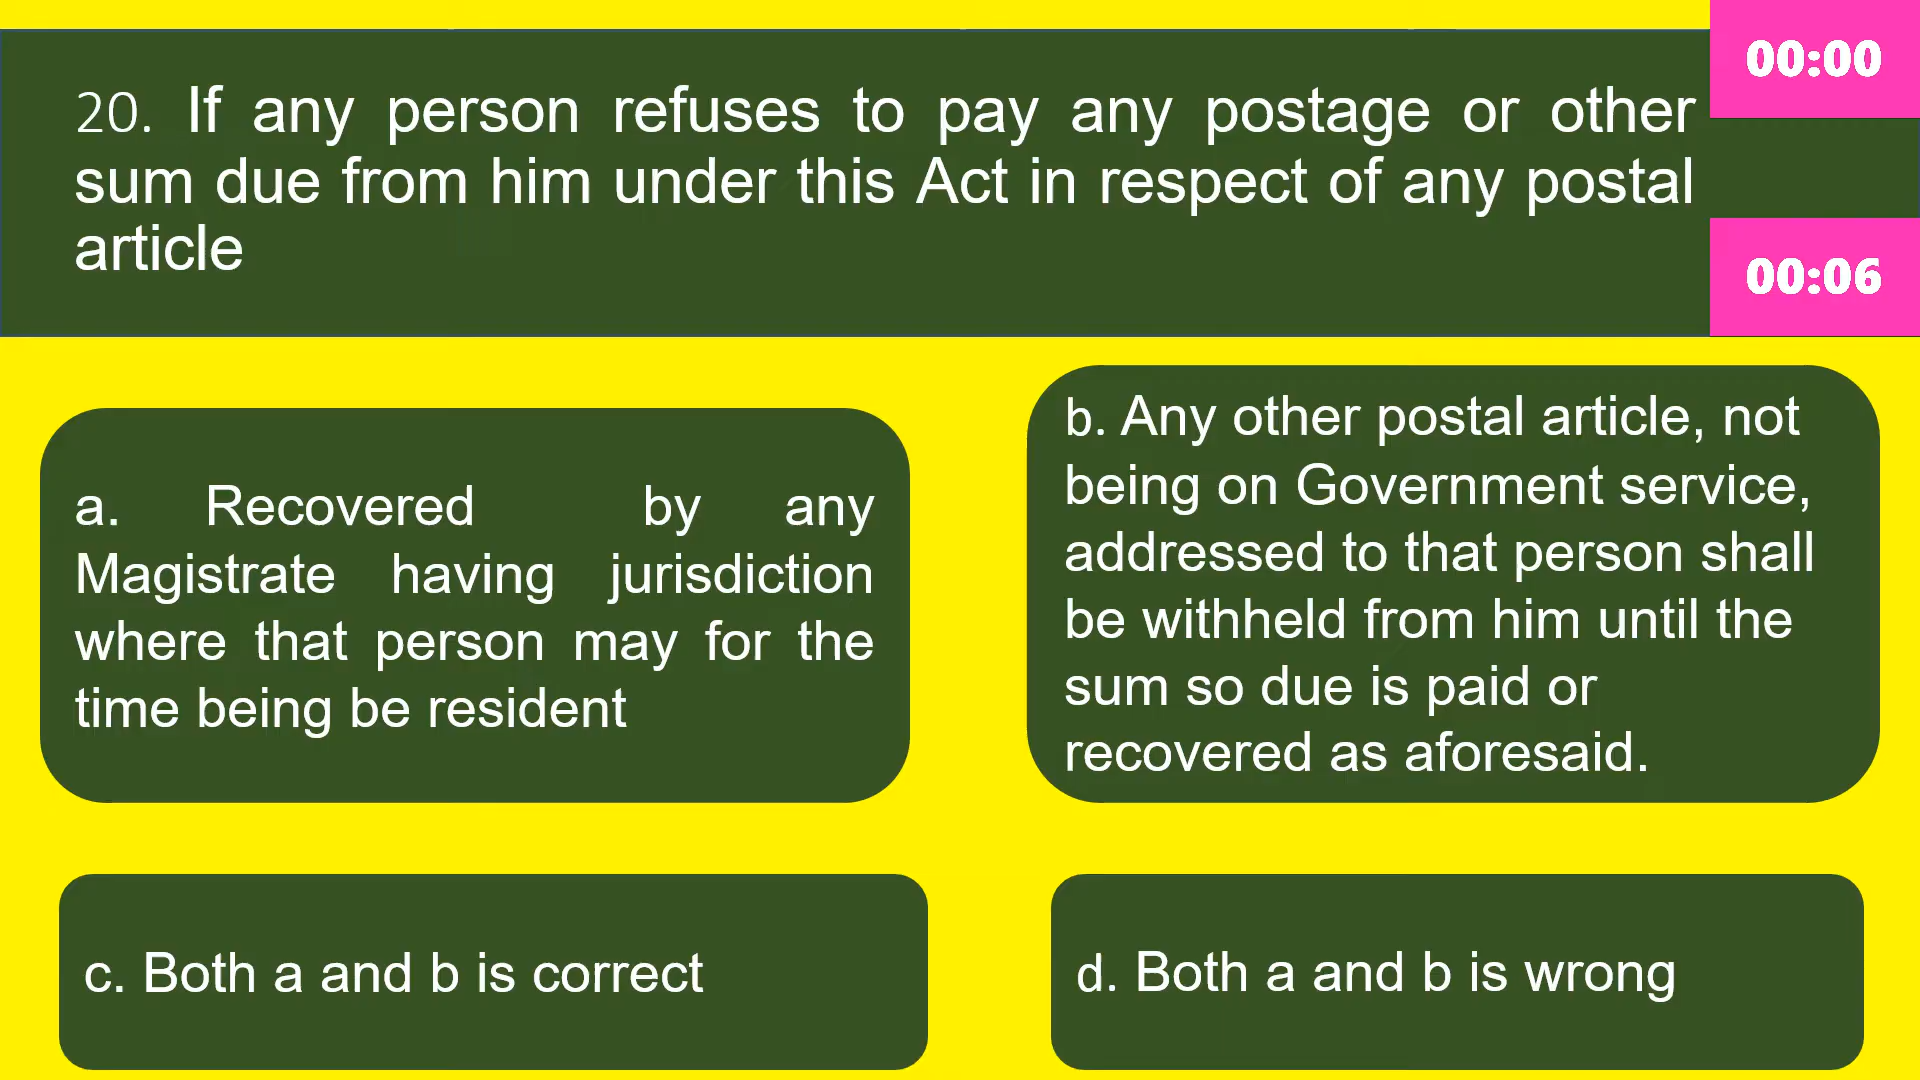 00:00
20. If any person refuses to pay any postage or other
sum due from him under this Act in respect of any postal
article
00:06
a. Recovered by any
Magistrate having jurisdiction
where that person may for the
time being be resident
b. Any other postal article, not
being on Government service,
addressed to that person shall
be withheld from him until the
sum so due is paid or
recovered as aforesaid.
c. Both a and b is correct
d. Both a and b is wrong